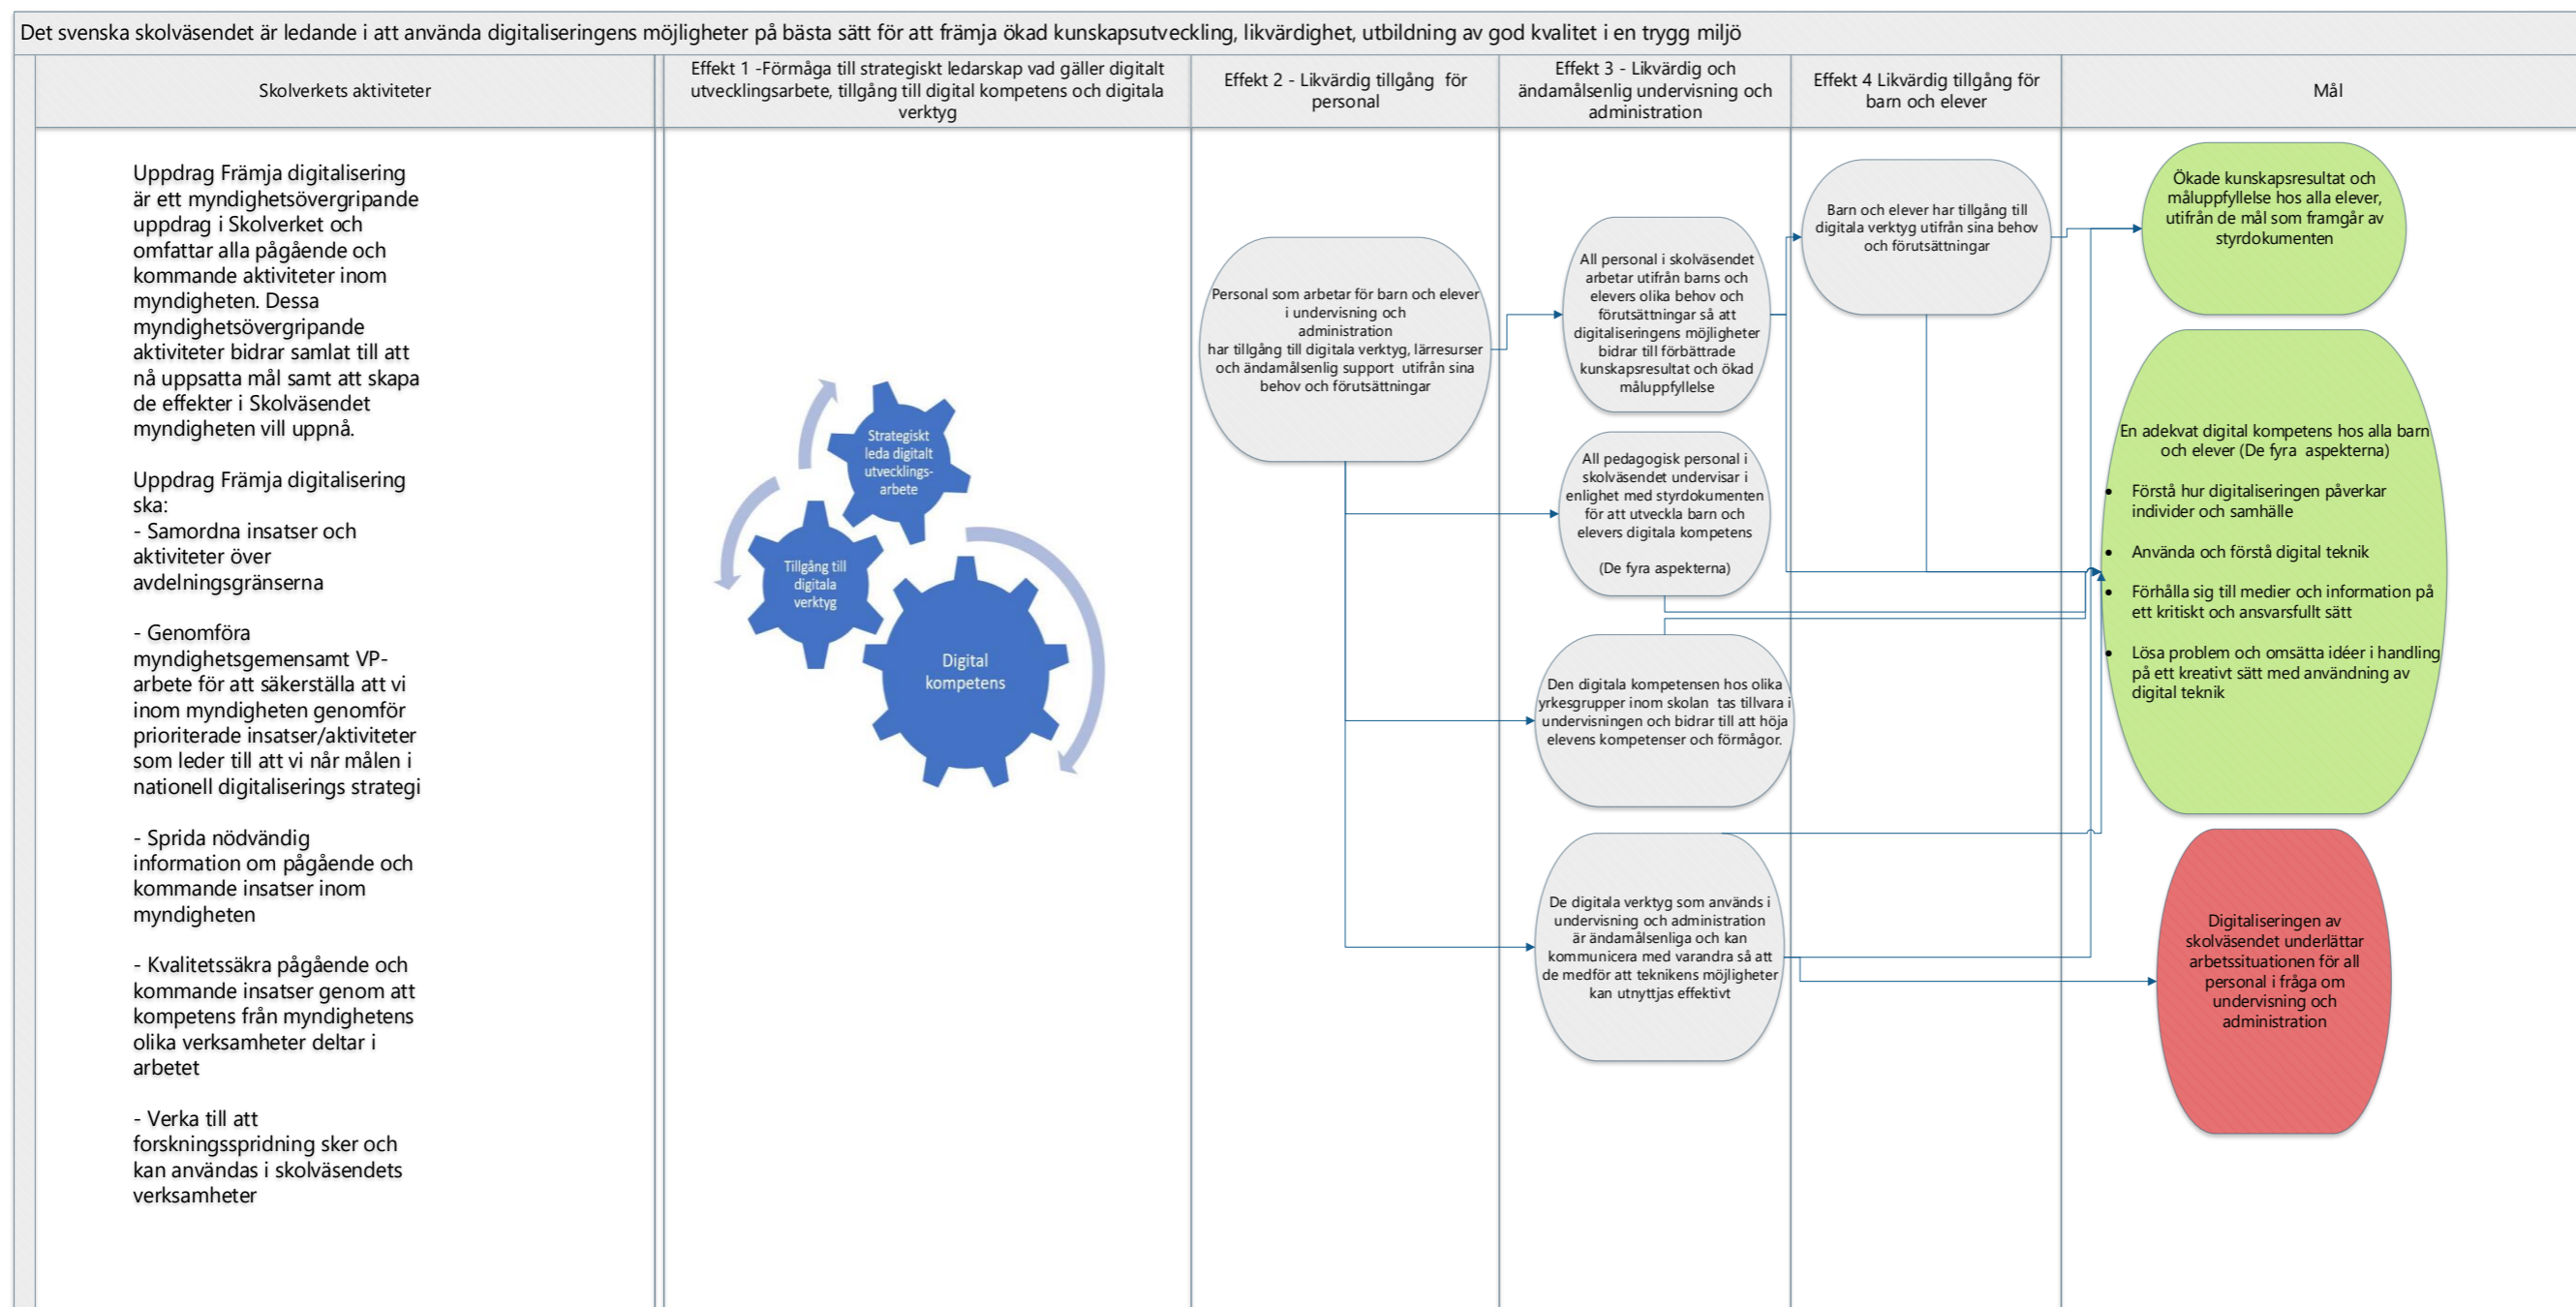 Det svenska skolväsendet är ledande i att använda digitaliseringens möjligheter på bästa sätt för att främja ökad kunskapsutveckling, likvärdighet, utbildning av god kvalitet i en trygg miljö
Skolverkets aktiviteter
Effekt 1 -Förmåga till strategiskt ledarskap vad gäller digitalt
utvecklingsarbete, tillgång till digital kompetens och digitala
verktyg
Effekt 2 - Likvärdig tillgång för
personal
Effekt 3 - Likvärdig och
ändamålsenlig undervisning och
administration
Effekt 4 Likvärdig tillgång för
barn och elever
Mål
Uppdrag Främja digitalisering
är ett myndighetsövergripande
uppdrag i Skolverket och
omfattar alla pågående och
kommande aktiviteter inom
myndigheten. Dessa
myndighetsövergripande
aktiviteter bidrar samlat till att
nå uppsatta mål samt att skapa
de effekter i Skolväsendet
myndigheten vill uppnå.
Uppdrag Främja digitalisering
ska:
- Samordna insatser och
aktiviteter över
avdelningsgränserna
- Genomföra
myndighetsgemensamt VP-
arbete för att säkerställa att vi
inom myndigheten genomför
prioriterade insatser/aktiviteter
som leder till att vi når målen i
nationell digitaliserings strategi
- Sprida nödvändig
information om pågående och
kommande insatser inom
myndigheten
- Kvalitetssäkra pågående och
kommande insatser genom att
kompetens från myndighetens
olika verksamheter deltar i
arbetet
- Verka till att
forskningsspridning sker och
kan användas i skolväsendets
verksamheter
Strategiskt
leda digitalt
utvecklings-
arbete
Tillgång till
digitala
verktyg
Digital
kompetens
Personal som arbetar för barn och elever
i undervisning och
administration
har tillgång till digitala verktyg, lärresurser
och ändamålsenlig support utifrån sina
behov och förutsättningar
All personal i skolväsendet
arbetar utifrån barns och
elevers olika behov och
förutsättningar så att
digitaliseringens möjligheter
bidrar till förbättrade
kunskapsresultat och ökad
måluppfyllelse
All pedagogisk personal i
skolväsendet undervisar i
enlighet med styrdokumenten
för att utveckla barn och
elevers digitala kompetens
(De fyra aspekterna)
Den digitala kompetensen hos olika
yrkesgrupper inom skolan tas tillvara i
undervisningen och bidrar till att höja
elevens kompetenser och förmågor.
De digitala verktyg som används i
undervisning och administration
är ändamålsenliga och kan
kommunicera med varandra så att
de medför att teknikens möjligheter
kan utnyttjas effektivt
Barn och elever har tillgång till
digitala verktyg utifrån sina behov
och förutsättningar
Ökade kunskapsresultat och
måluppfyllelse hos alla elever,
utifrån de mål som framgår av
styrdokumenten
En adekvat digital kompetens hos alla barn
och elever (De fyra aspekterna)
• Förstå hur digitaliseringen påverkar
individer och samhälle
• Använda och förstå digital teknik
• Förhålla sig till medier och information på
ett kritiskt och ansvarsfullt sätt
• Lösa problem och omsätta idéer i handling
på ett kreativt sätt med användning av
digital teknik
Digitaliseringen av
skolväsendet underlättar
arbetssituationen för all
personal i fråga om
undervisning och
administration